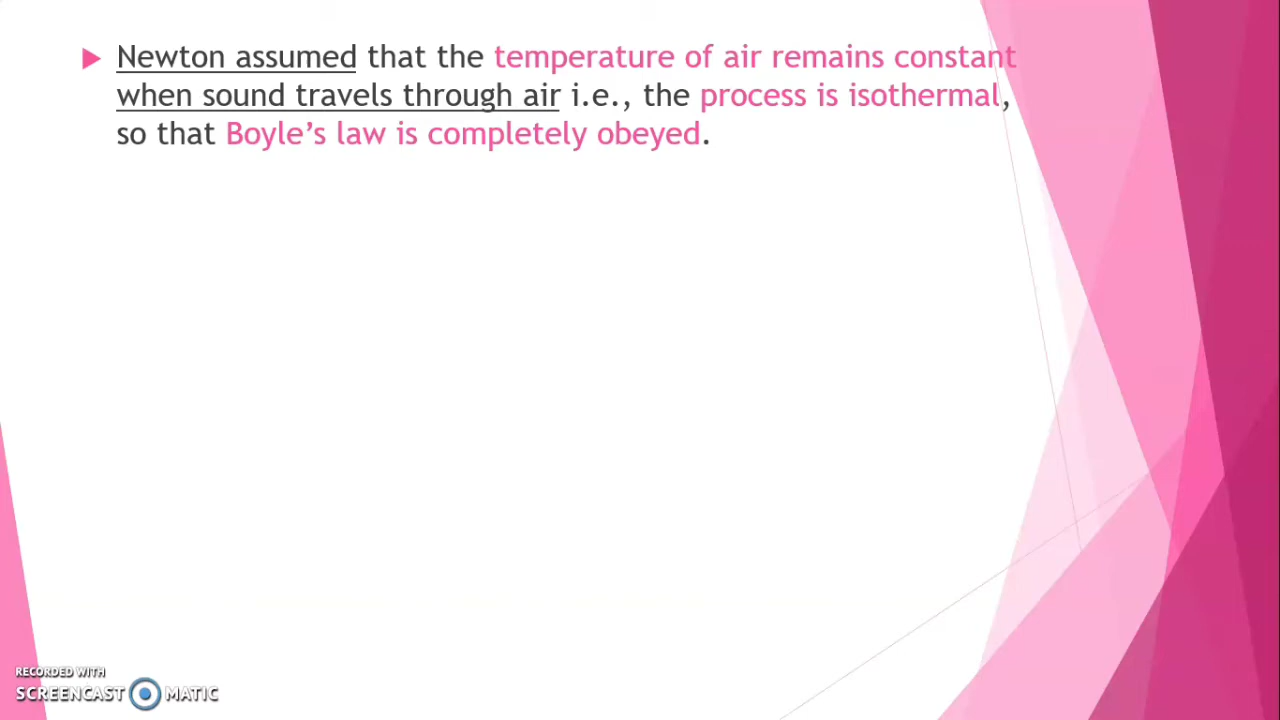 Newton assumed that the temperature of air remains constant
when sound travels through air i.e., the process is isothermal,
so that Boyle’s law is completely obeyed.
RECORDED WITH
SCREENCAST MATIC